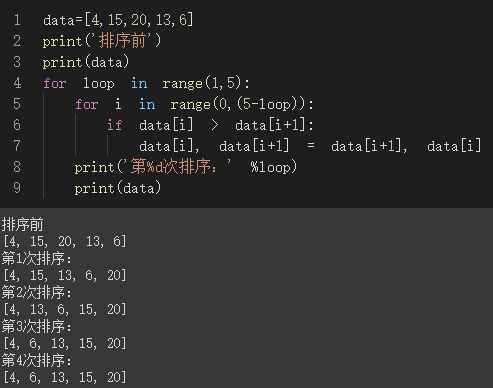 1 data=[4,15,20,13,6]
2 print('排序前')
3 print(data)
4 for loop in range(1,5):
5     for i in range(0,(5-loop)):
6         if data[i] > data[i+1]:
7             data[i], data[i+1] = data[i+1], data[i]
8     print('第%d次排序：' %loop)
9     print(data)
排序前
[4, 15, 20, 13, 6]
第1次排序：
[4, 15, 13, 6, 20]
第2次排序：
[4, 13, 6, 15, 20]
第3次排序：
[4, 6, 13, 15, 20]
第4次排序：
[4, 6, 13, 15, 20]